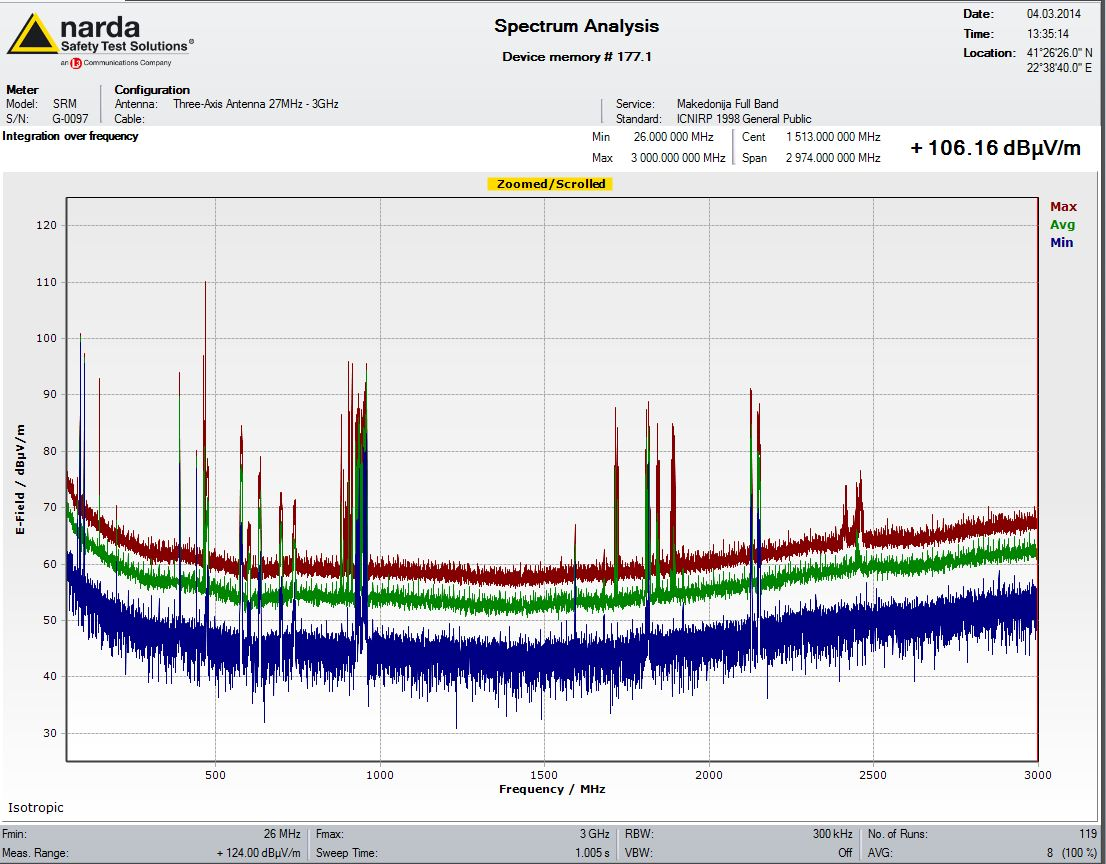 narda
Safety Test Solutions®
an L3 Communications Company
Spectrum Analysis
Device memory # 177.1
Date: 04.03.2014
Time: 13:35:14
Location: 41°26'26.0" N
22°38'40.0" E
Meter
Model: SRM
S/N: G-0097
Configuration
Antenna: Three-Axis Antenna 27MHz - 3GHz
Cable:
Service: Makedonija Full Band
Standard: ICNIRP 1998 General Public
Integration over frequency
Min 26.000 000 MHz Cent 1 513.000 000 MHz
Max 3 000.000 000 MHz Span 2 974.000 000 MHz
+ 106.16 dBµV/m
Zoomed/Scrolled
Max
Avg
Min
E-Field / dBµV/m
120
110
100
90
80
70
60
50
40
30
500 1000 1500 2000 2500 3000
Frequency / MHz
Isotropic
Fmin: 26 MHz Fmax: 3 GHz RBW: 300 kHz No. of Runs: 119
Meas. Range: + 124.00 dBµV/m Sweep Time: 1.005 s VBW: Off AVG: 8 (100 %)